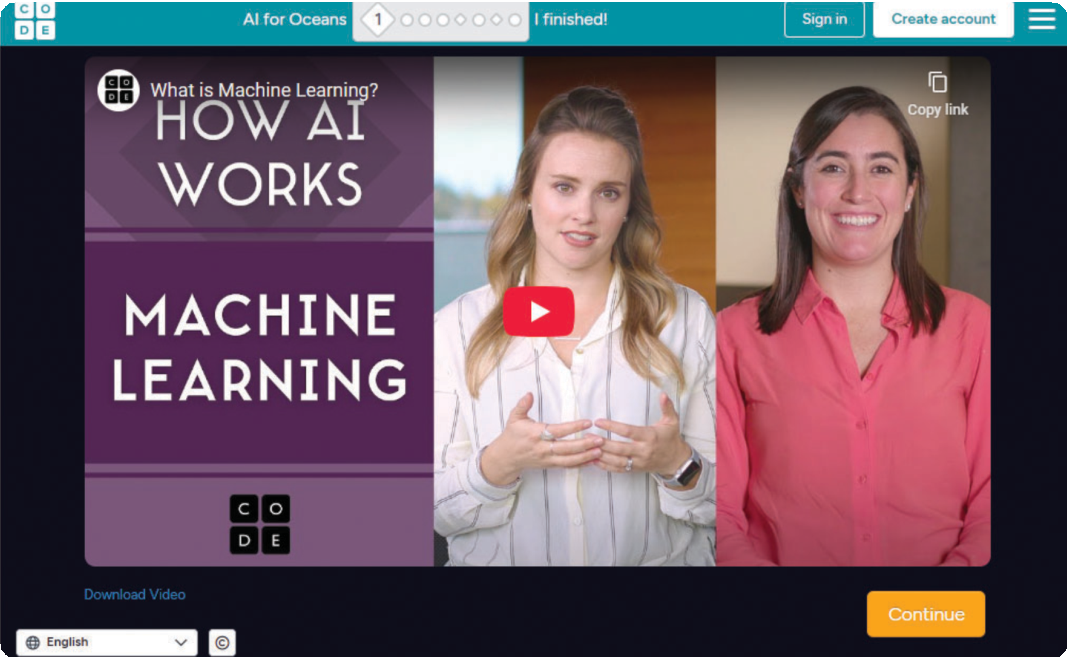 C O
D E
AI for Oceans
1
I finished!
Sign in
Create account
C O
D E
What is Machine Learning?
Copy link
HOW AI
WORKS
MACHINE
LEARNING
C O
D E
Download Video
Continue
English
©